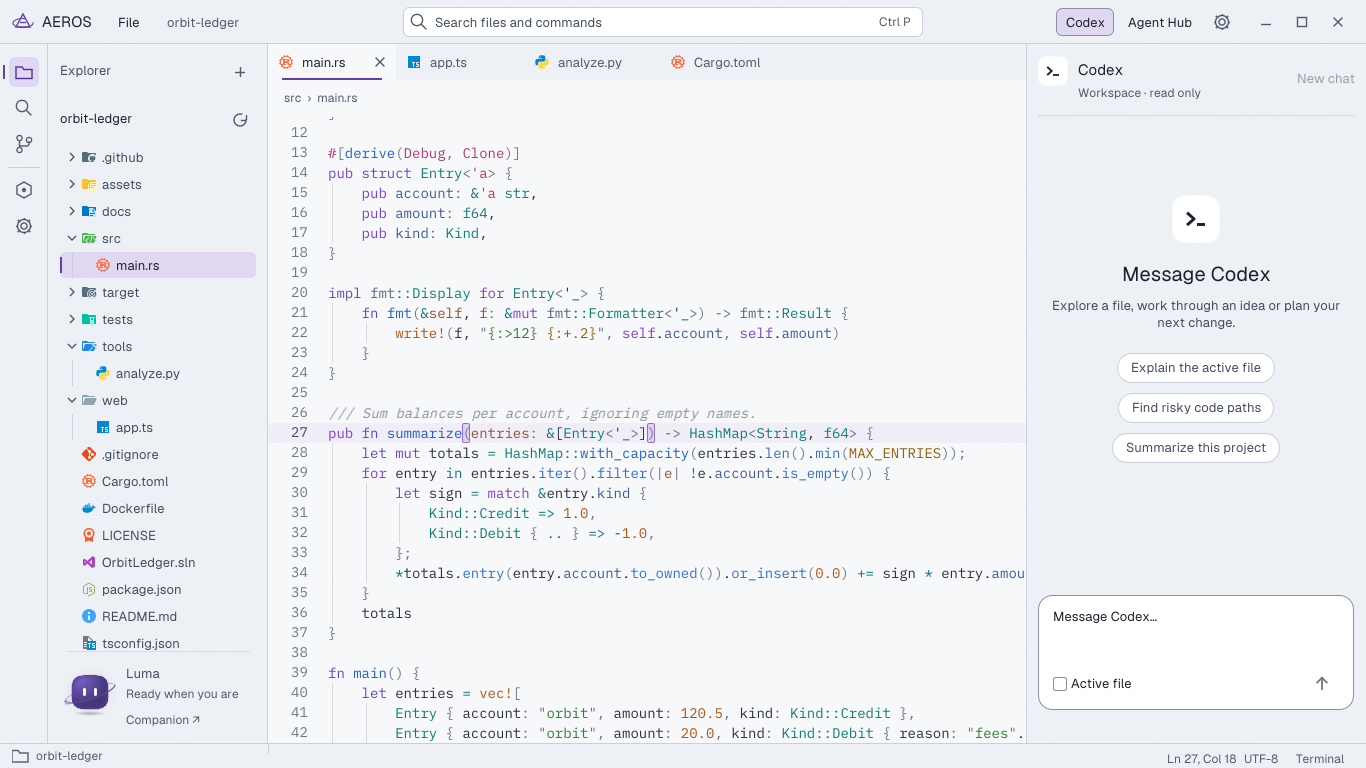 AEROS File orbit-ledger
Search files and commands Ctrl P
Codex Agent Hub
Explorer
orbit-ledger
.github
assets
docs
src
main.rs
target
tests
tools
analyze.py
web
app.ts
.gitignore
Cargo.toml
Dockerfile
LICENSE
OrbitLedger.sln
package.json
README.md
tsconfig.json
Luma
Ready when you are
Companion ↗
main.rs app.ts analyze.py Cargo.toml
src › main.rs
12
13 #[derive(Debug, Clone)]
14 pub struct Entry<'a> {
15     pub account: &'a str,
16     pub amount: f64,
17     pub kind: Kind,
18 }
19
20 impl fmt::Display for Entry<'_> {
21     fn fmt(&self, f: &mut fmt::Formatter<'_>) -> fmt::Result {
22         write!(f, "{:>12} {:+.2}", self.account, self.amount)
23     }
24 }
25
26 /// Sum balances per account, ignoring empty names.
27 pub fn summarize(entries: &[Entry<'_>]) -> HashMap<String, f64> {
28     let mut totals = HashMap::with_capacity(entries.len().min(MAX_ENTRIES));
29     for entry in entries.iter().filter(|e| !e.account.is_empty()) {
30         let sign = match &entry.kind {
31             Kind::Credit => 1.0,
32             Kind::Debit { .. } => -1.0,
33         };
34         *totals.entry(entry.account.to_owned()).or_insert(0.0) += sign * entry.amou
35     }
36     totals
37 }
38
39 fn main() {
40     let entries = vec![
41         Entry { account: "orbit", amount: 120.5, kind: Kind::Credit },
42         Entry { account: "orbit", amount: 20.0, kind: Kind::Debit { reason: "fees".
Codex
Workspace · read only
New chat
Message Codex
Explore a file, work through an idea or plan your
next change.
Explain the active file
Find risky code paths
Summarize this project
Message Codex…
Active file
orbit-ledger
Ln 27, Col 18 UTF-8 Terminal